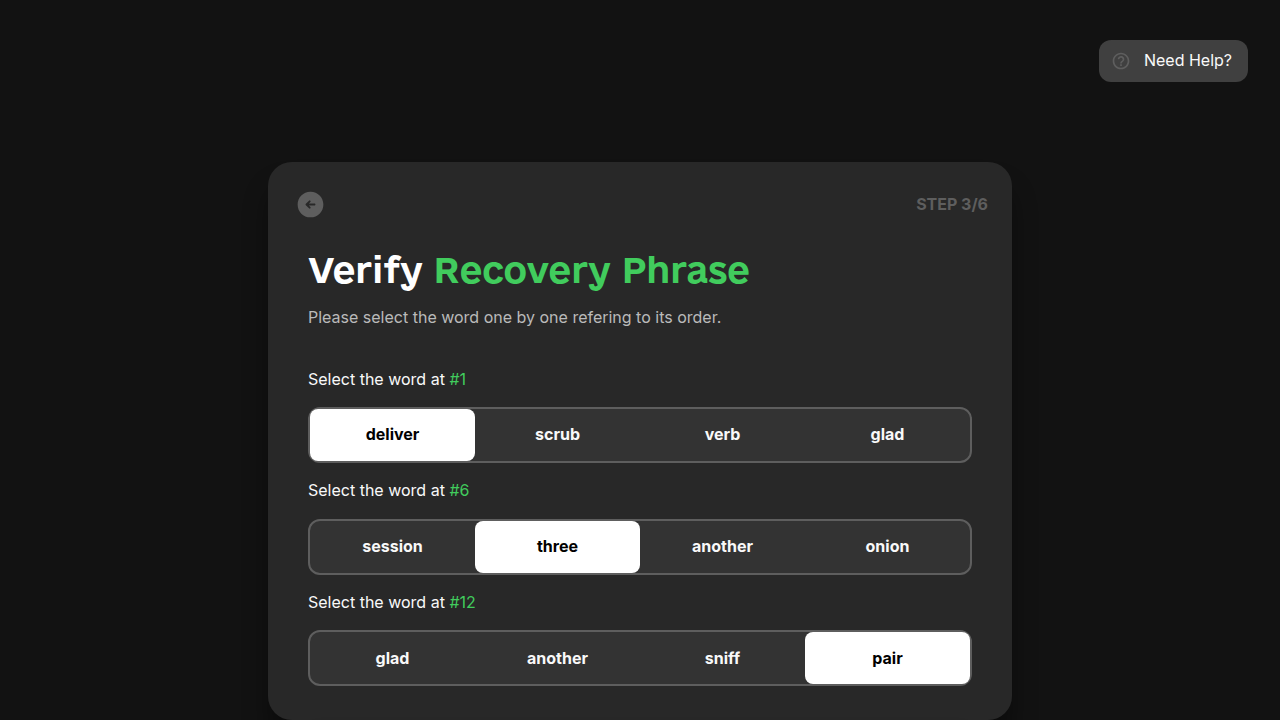 Need Help?
STEP 3/6
Verify Recovery Phrase
Please select the word one by one refering to its order.
Select the word at #1
deliver scrub verb glad
Select the word at #6
session three another onion
Select the word at #12
glad another sniff pair